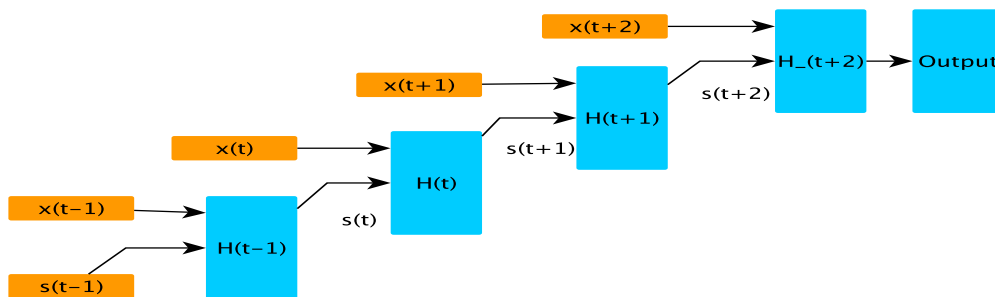 x(t+2)
H_(t+2)
Output
x(t+1)
s(t+2)
H(t+1)
x(t)
s(t+1)
H(t)
x(t−1)
s(t)
H(t−1)
s(t−1)